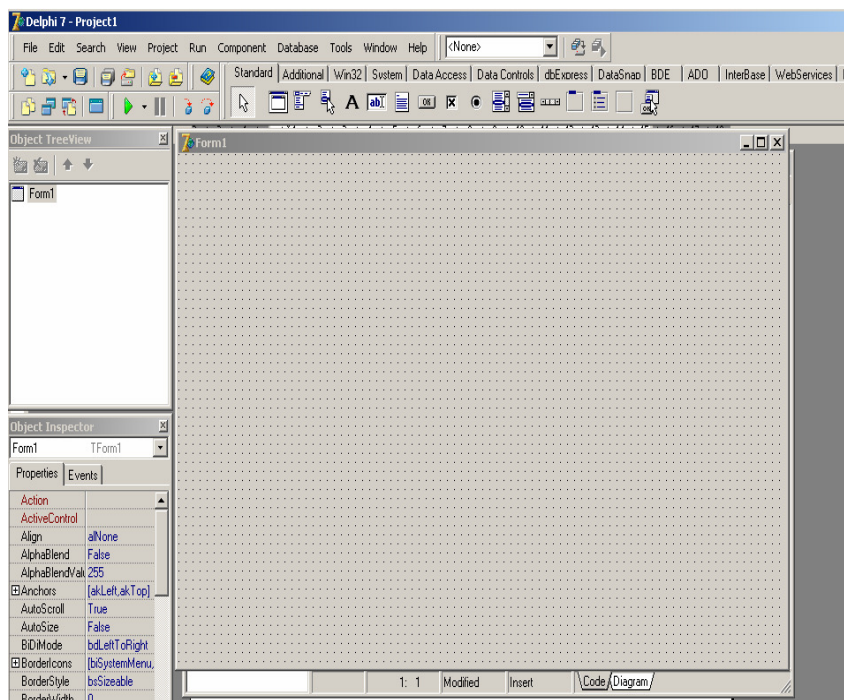 Delphi 7 - Project1
File Edit Search View Project Run Component Database Tools Window Help <None>
Standard Additional Win32 System Data Access Data Controls dbExpress DataSnap BDE ADO InterBase WebServices
Object TreeView
Form1
Form1
Object Inspector
Form1 TForm1
Properties Events
Action
ActiveControl
Align alNone
AlphaBlend False
AlphaBlendValu 255
Anchors [akLeft,akTop]
AutoScroll True
AutoSize False
BiDiMode bdLeftToRight
BorderIcons [biSystemMenu,
BorderStyle bsSizeable
BorderWidth 0
1: 1 Modified Insert Code Diagram